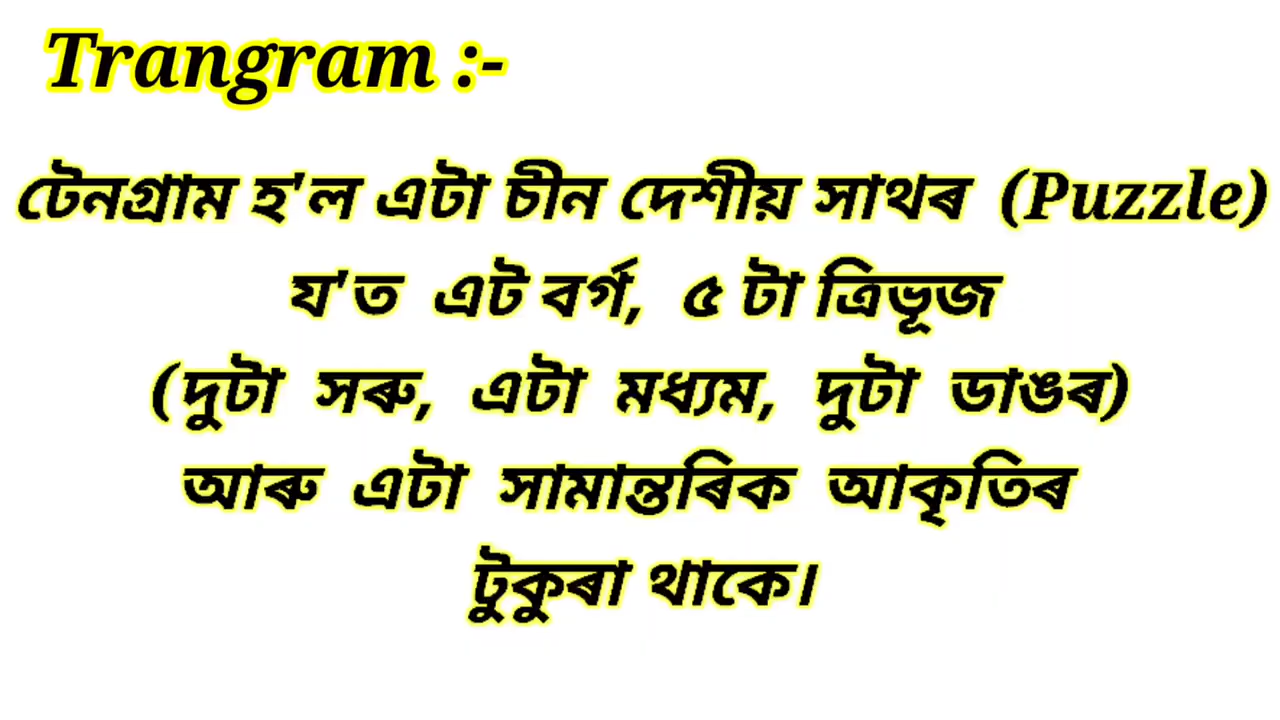 Trangram :-
টেনগ্ৰাম হ'ল এটা চীন দেশীয় সাথৰ (Puzzle)
য'ত এট বৰ্গ, ৫ টা ত্ৰিভূজ
(দুটা সৰু, এটা মধ্যম, দুটা ডাঙৰ)
আৰু এটা সামান্তৰিক আকৃতিৰ
টুকুৰা থাকে।